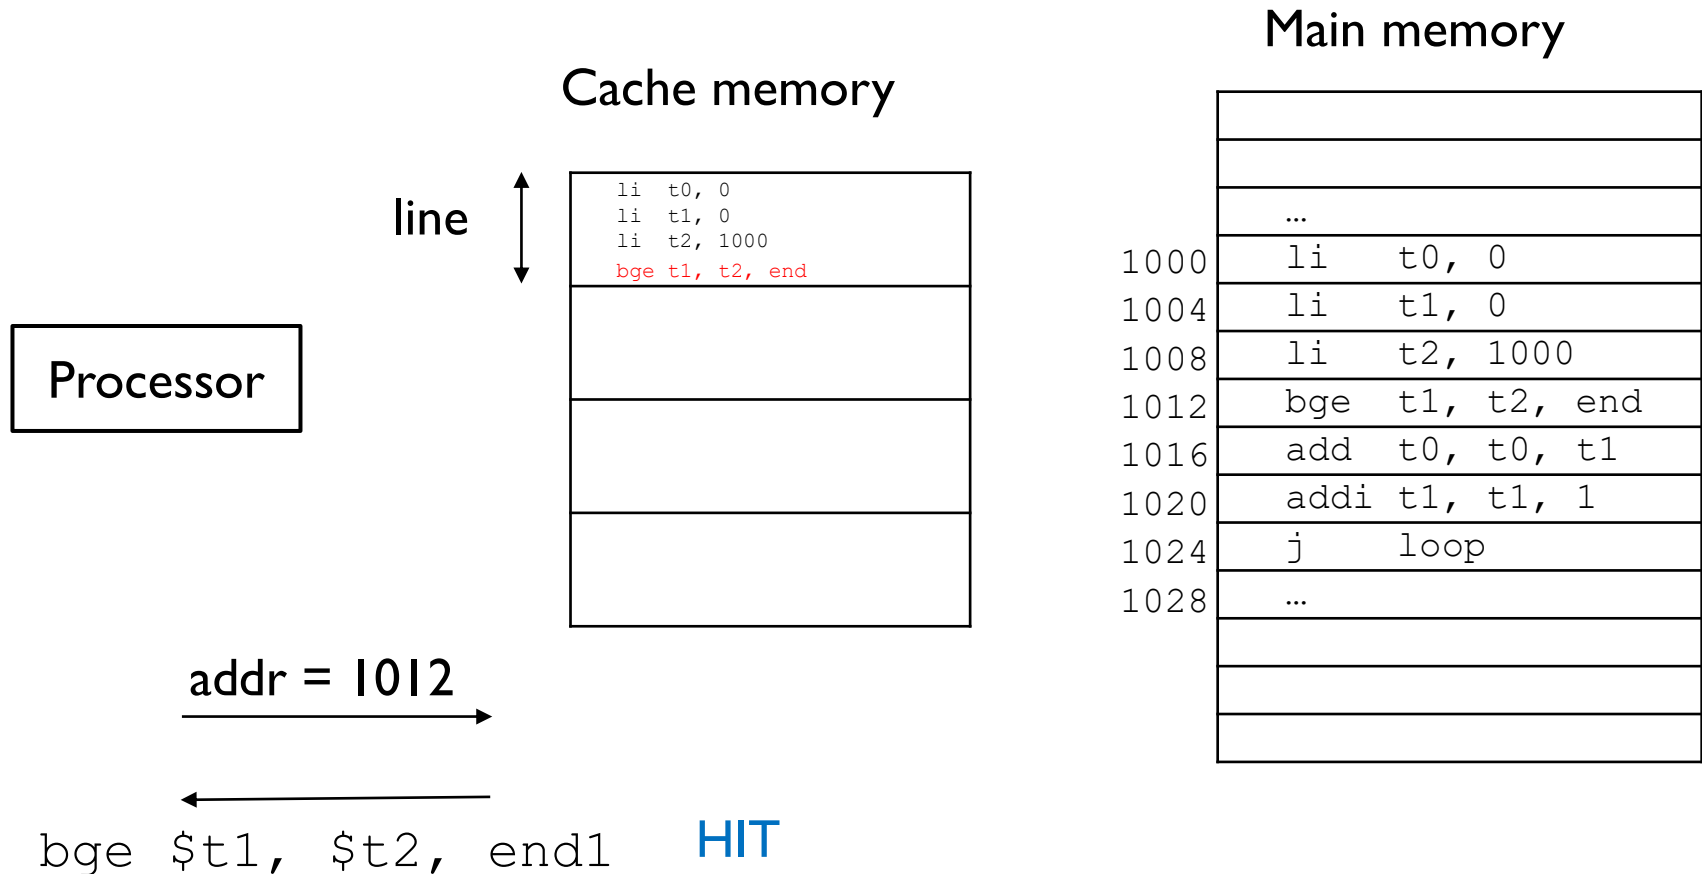 Main memory
Cache memory
line
li t0, 0
li t1, 0
li t2, 1000
bge t1, t2, end
Processor
…
1000 li t0, 0
1004 li t1, 0
1008 li t2, 1000
1012 bge t1, t2, end
1016 add t0, t0, t1
1020 addi t1, t1, 1
1024 j loop
1028 …
addr = 1012
bge $t1, $t2, end1
HIT